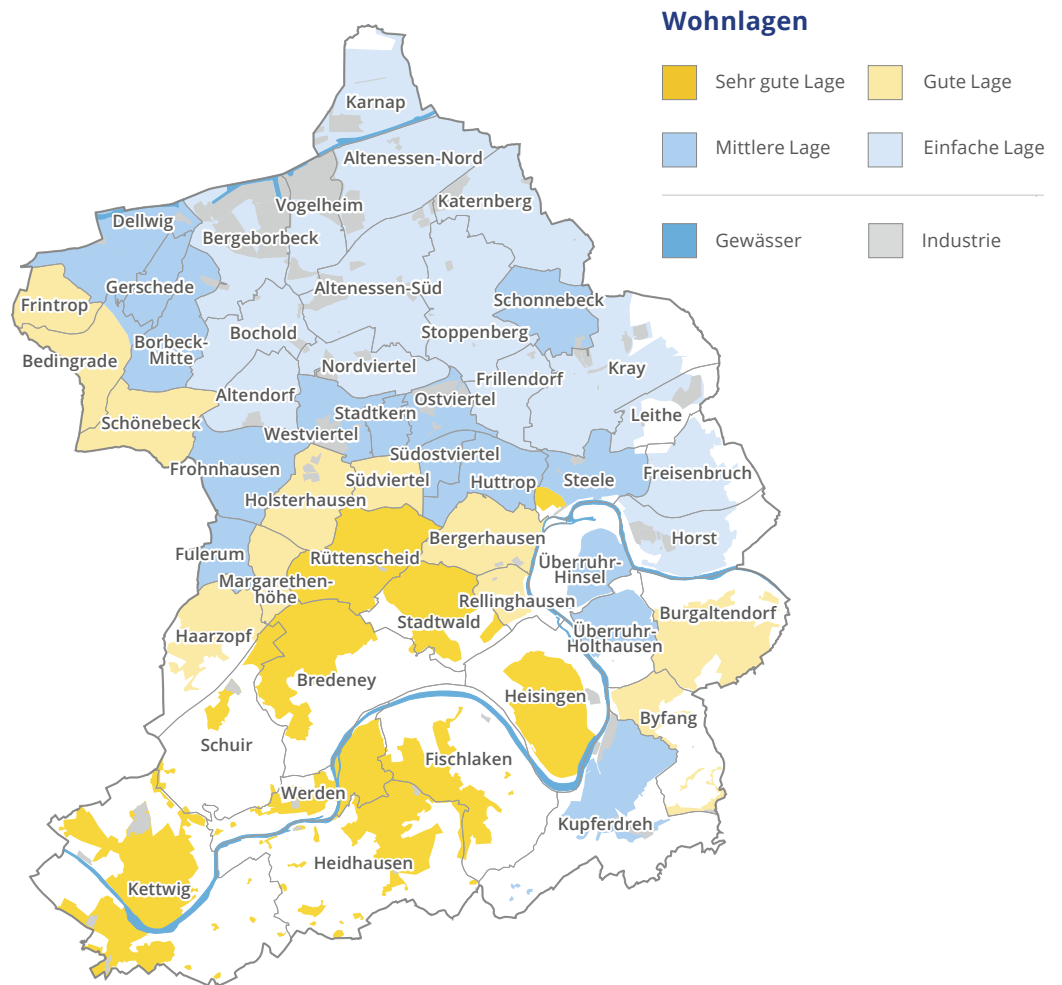 Wohnlagen
Sehr gute Lage
Gute Lage
Mittlere Lage
Einfache Lage
Gewässer
Industrie
Karnap
Altenessen-Nord
Vogelheim
Katernberg
Dellwig
Bergeborbeck
Gerschede
Altenessen-Süd
Schonnebeck
Frintrop
Bochold
Stoppenberg
Borbeck-
Mitte
Bedingrade
Nordviertel
Kray
Frillendorf
Altendorf
Ostviertel
Stadtkern
Leithe
Schönebeck
Westviertel
Südostviertel
Frohnhausen
Freisenbruch
Südviertel
Huttrop
Steele
Holsterhausen
Horst
Bergerhausen
Fulerum
Rüttenscheid
Überruhr-
Hinsel
Margarethen-
höhe
Rellinghausen
Burgaltendorf
Stadtwald
Haarzopf
Überruhr-
Holthausen
Bredeney
Heisingen
Byfang
Schuir
Fischlaken
Werden
Kupferdreh
Heidhausen
Kettwig